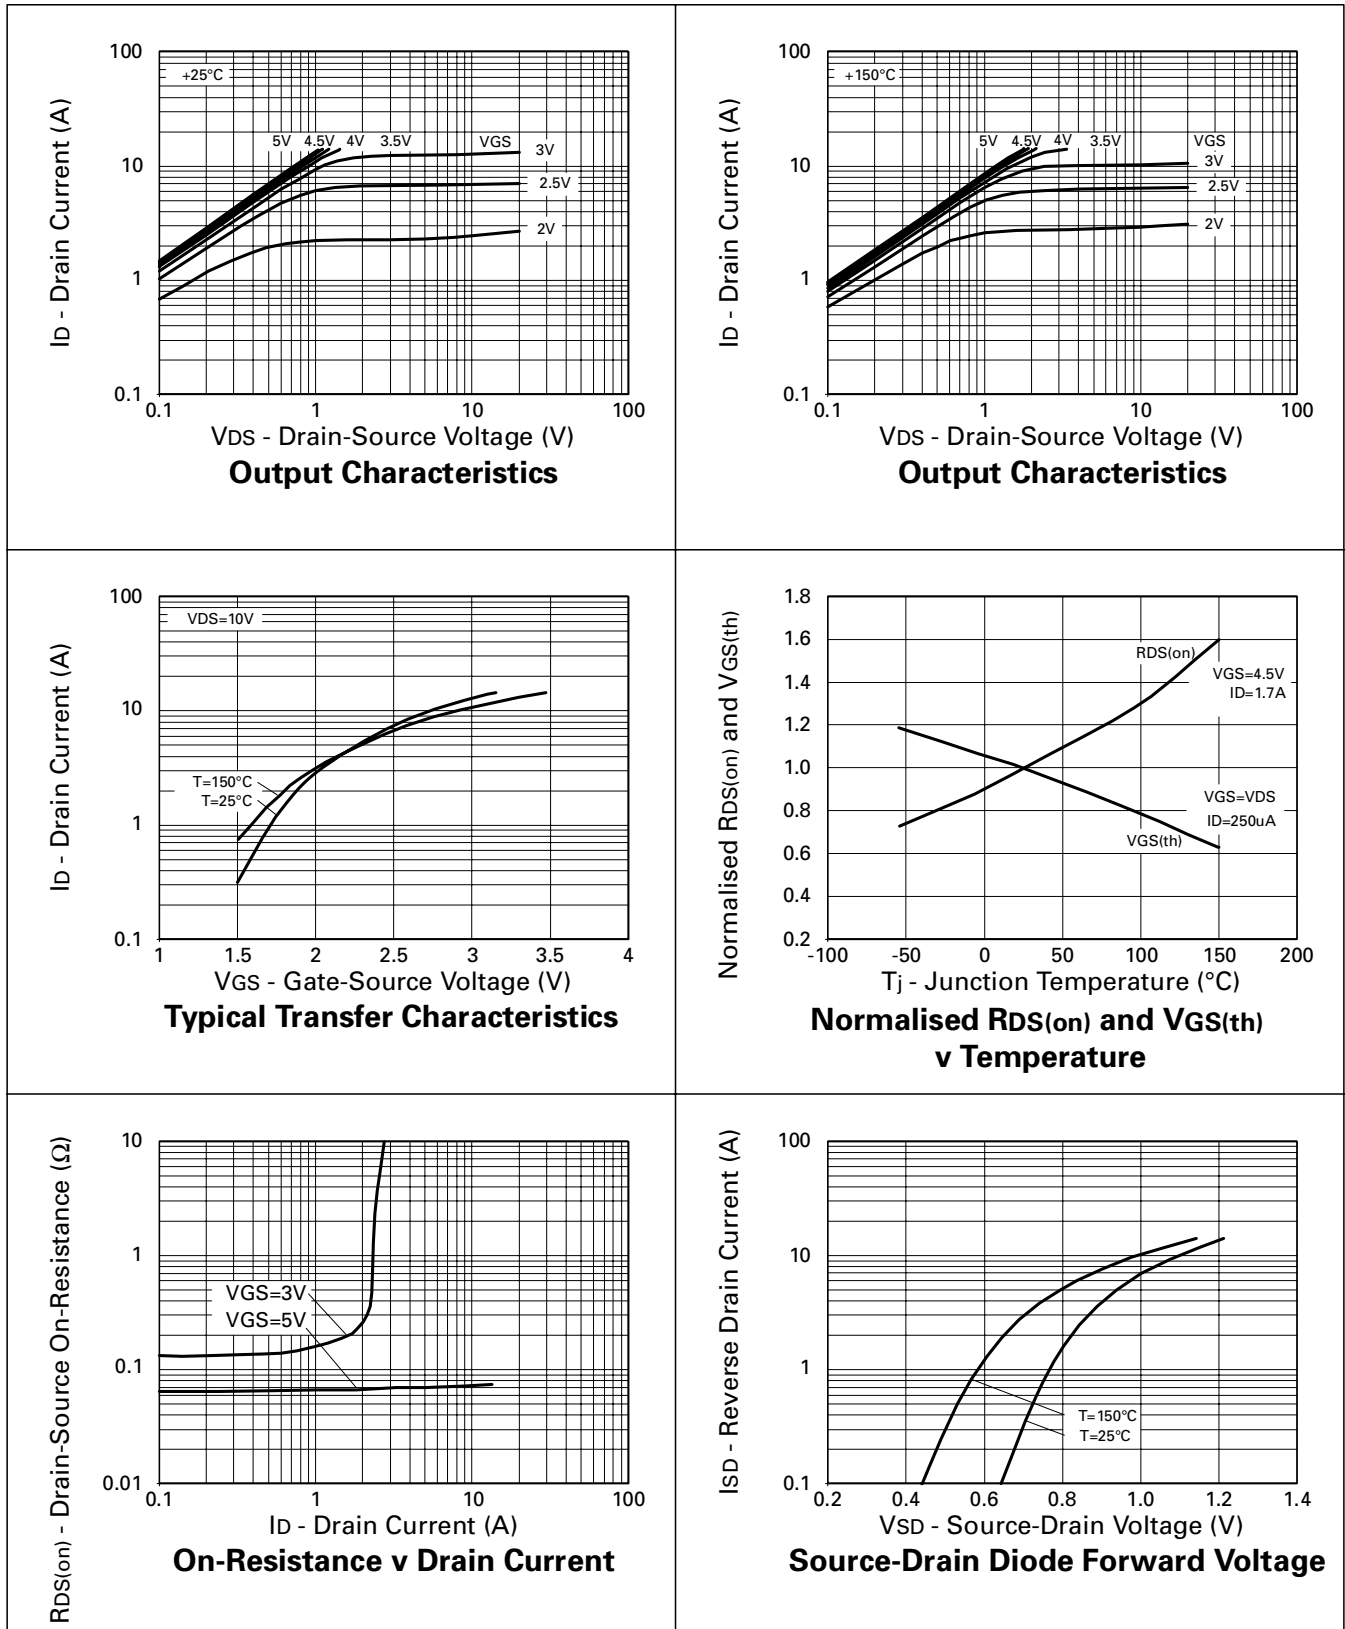 100
10
1
0.1
ID - Drain Current (A)
+25°C
5V 4.5V 4V 3.5V VGS
3V
2.5V
2V
0.1 1 10 100
VDS - Drain-Source Voltage (V)
Output Characteristics
100
10
1
0.1
ID - Drain Current (A)
+150°C
5V 4.5V 4V 3.5V VGS
3V
2.5V
2V
0.1 1 10 100
VDS - Drain-Source Voltage (V)
Output Characteristics
100
10
1
0.1
ID - Drain Current (A)
VDS=10V
T=150°C
T=25°C
1 1.5 2 2.5 3 3.5 4
VGS - Gate-Source Voltage (V)
Typical Transfer Characteristics
1.8
1.6
1.4
1.2
1.0
0.8
0.6
0.4
0.2
Normalised RDS(on) and VGS(th)
RDS(on)
VGS=4.5V
ID=1.7A
VGS=VDS
ID=250uA
VGS(th)
-100 -50 0 50 100 150 200
Tj - Junction Temperature (°C)
Normalised RDS(on) and VGS(th)
v Temperature
10
1
0.1
0.01
RDS(on) - Drain-Source On-Resistance (Ω)
VGS=3V
VGS=5V
0.1 1 10 100
ID - Drain Current (A)
On-Resistance v Drain Current
100
10
1
0.1
ISD - Reverse Drain Current (A)
T=150°C
T=25°C
0.2 0.4 0.6 0.8 1.0 1.2 1.4
VSD - Source-Drain Voltage (V)
Source-Drain Diode Forward Voltage